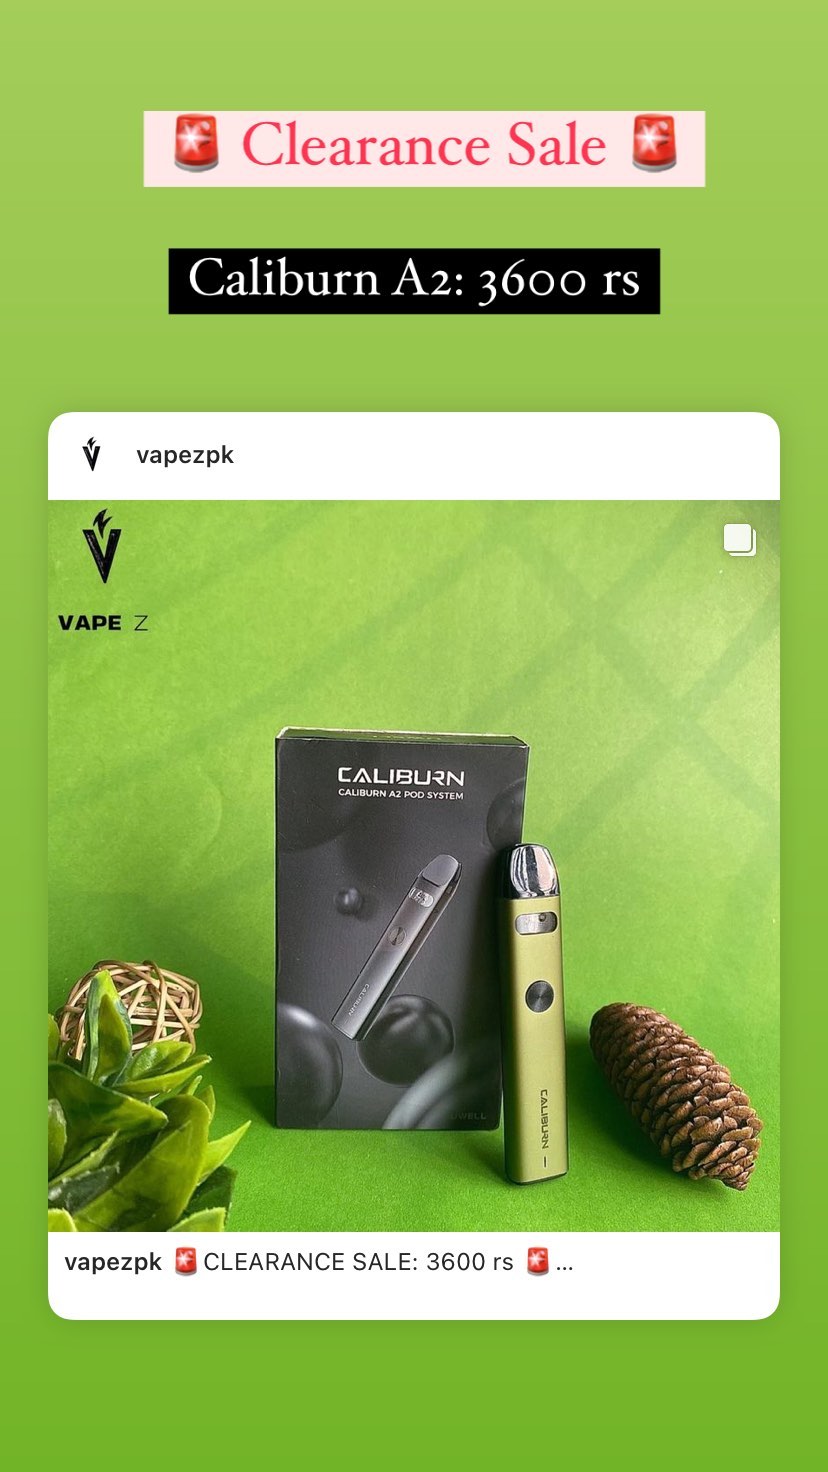 🚨 Clearance Sale 🚨
Caliburn A2: 3600 rs
vapezpk
VAPE Z
CALIBURN
CALIBURN A2 POD SYSTEM
CALIBURN
CALIBURN
vapezpk 🚨CLEARANCE SALE: 3600 rs 🚨...